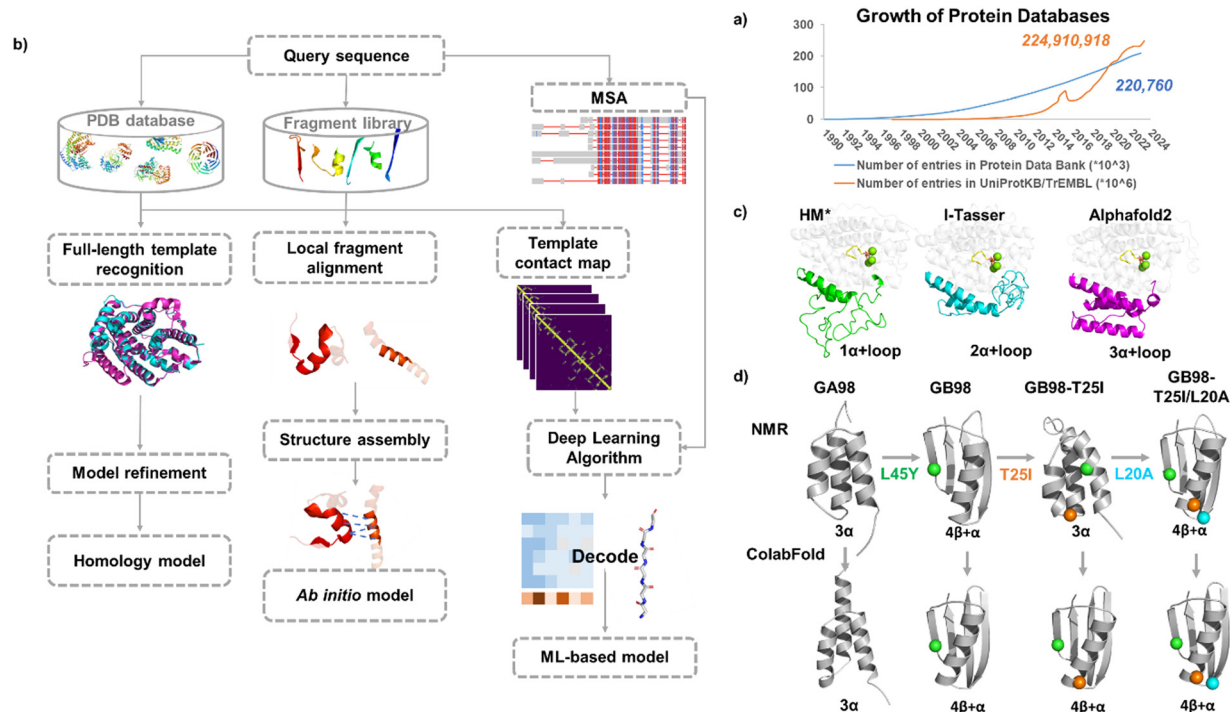 b)
Query sequence
PDB database
Fragment library
MSA
Full-length template
recognition
Local fragment
alignment
Template
contact map
Structure assembly
Deep Learning
Algorithm
Model refinement
Decode
Homology model
Ab initio model
ML-based model
a)
Growth of Protein Databases
300
200
100
0
224,910,918
220,760
1990
1992
1994
1996
1998
2000
2002
2004
2006
2008
2010
2012
2014
2016
2018
2020
2022
2024
Number of entries in Protein Data Bank (*10^3)
Number of entries in UniProtKB/TrEMBL (*10^6)
c)
HM*
I-Tasser
Alphafold2
1α+loop
2α+loop
3α+loop
d)
GA98
GB98
GB98-T25I
GB98-
T25I/L20A
NMR
L45Y
T25I
L20A
3α
4β+α
3α
4β+α
ColabFold
3α
4β+α
4β+α
4β+α